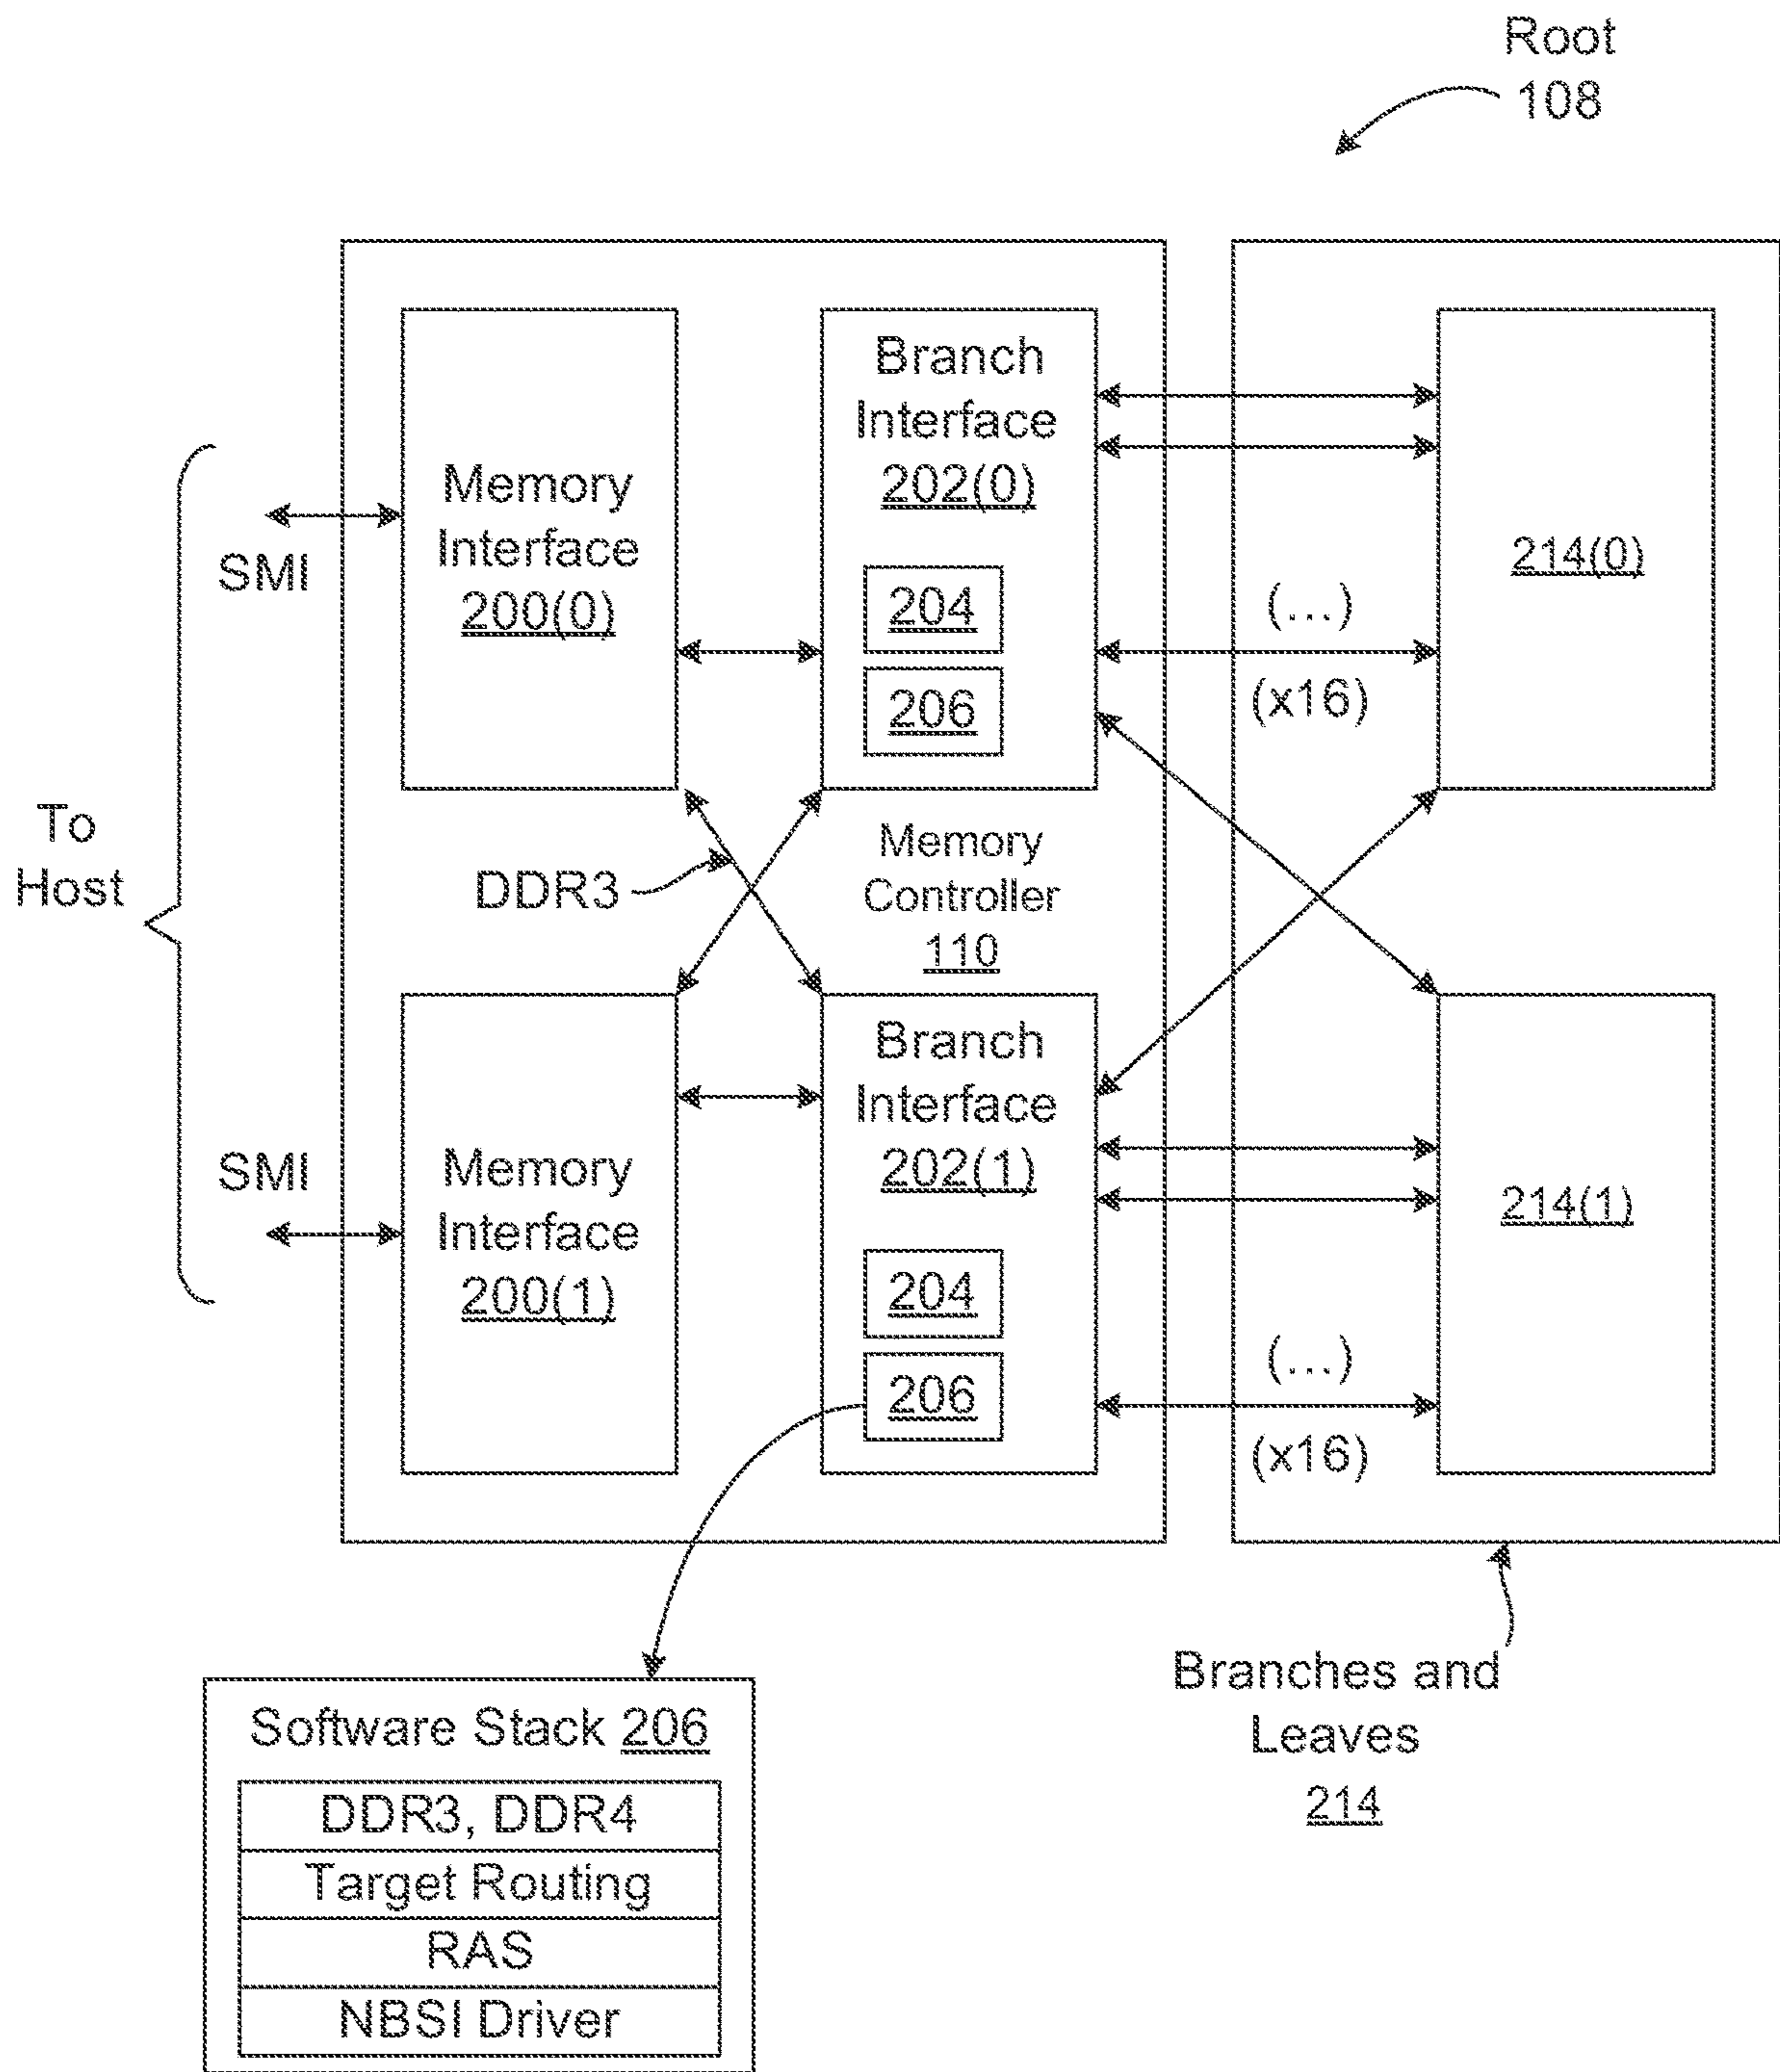 Root
108
Memory
Interface
200(0)
Branch
Interface
202(0)
204
206
SMI
(...)
(x16)
214(0)
To
Host
DDR3
Memory
Controller
110
Memory
Interface
200(1)
Branch
Interface
202(1)
204
206
SMI
(...)
(x16)
214(1)
Branches and
Leaves
214
Software Stack 206
DDR3, DDR4
Target Routing
RAS
NBSI Driver